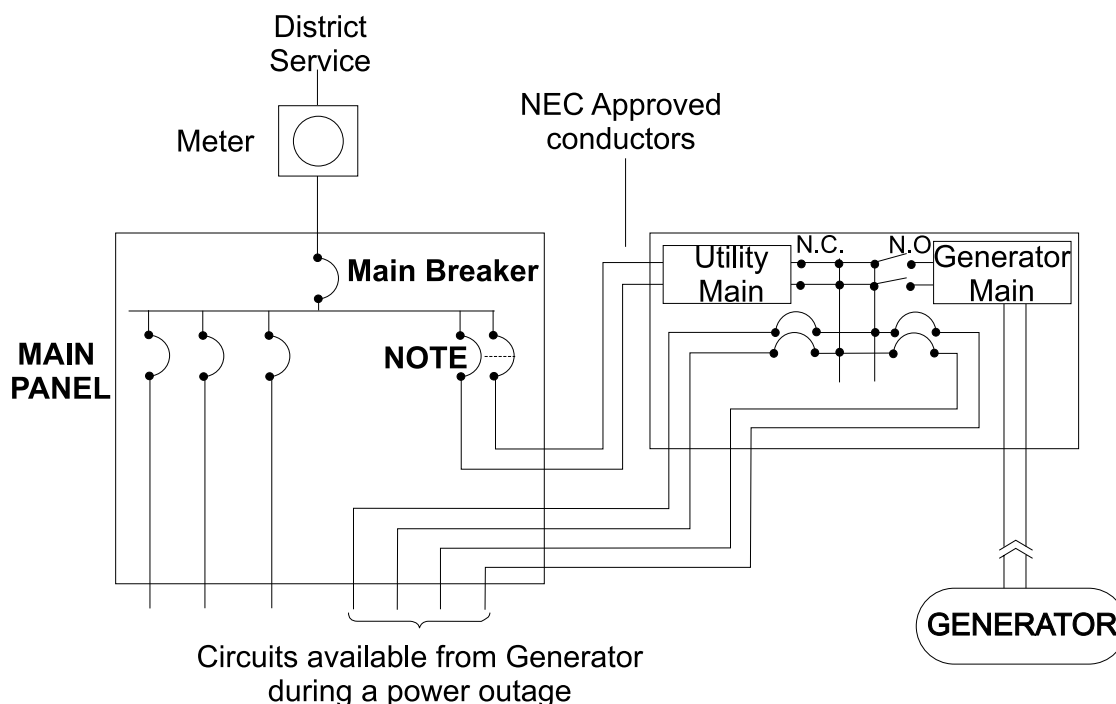 District
Service
Meter
NEC Approved
conductors
Main Breaker
MAIN
PANEL
NOTE
Utility
Main
N.C.
N.O
Generator
Main
GENERATOR
Circuits available from Generator
during a power outage